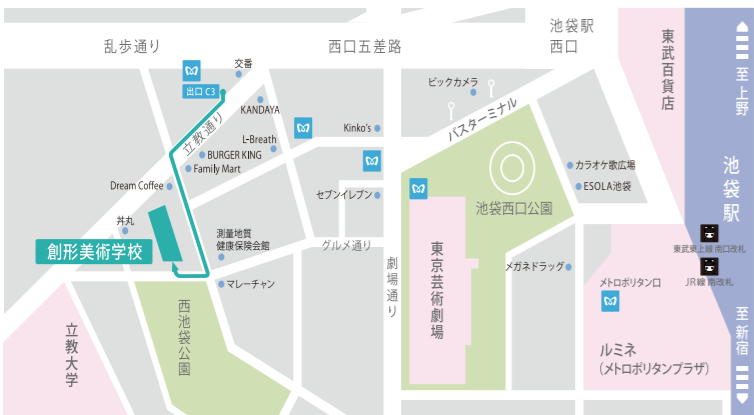 乱歩通り
西口五差路
池袋駅
西口
東武百貨店
至上野
交番
出口 C3
ビックカメラ
KANDAYA
立教通り
バスターミナル
Kinko's
L-Breath
BURGER KING
Family Mart
カラオケ歌広場
ESOLA池袋
池袋駅
Dream Coffee
セブンイレブン
池袋西口公園
丼丸
測量地質
健康保険会館
創形美術学校
グルメ通り
東武東上線 南口改札
メガネドラッグ
JR線 南改札
マレーチャン
劇場通り
東京芸術劇場
メトロポリタン口
西池袋公園
立教大学
至新宿
ルミネ
(メトロポリタンプラザ)